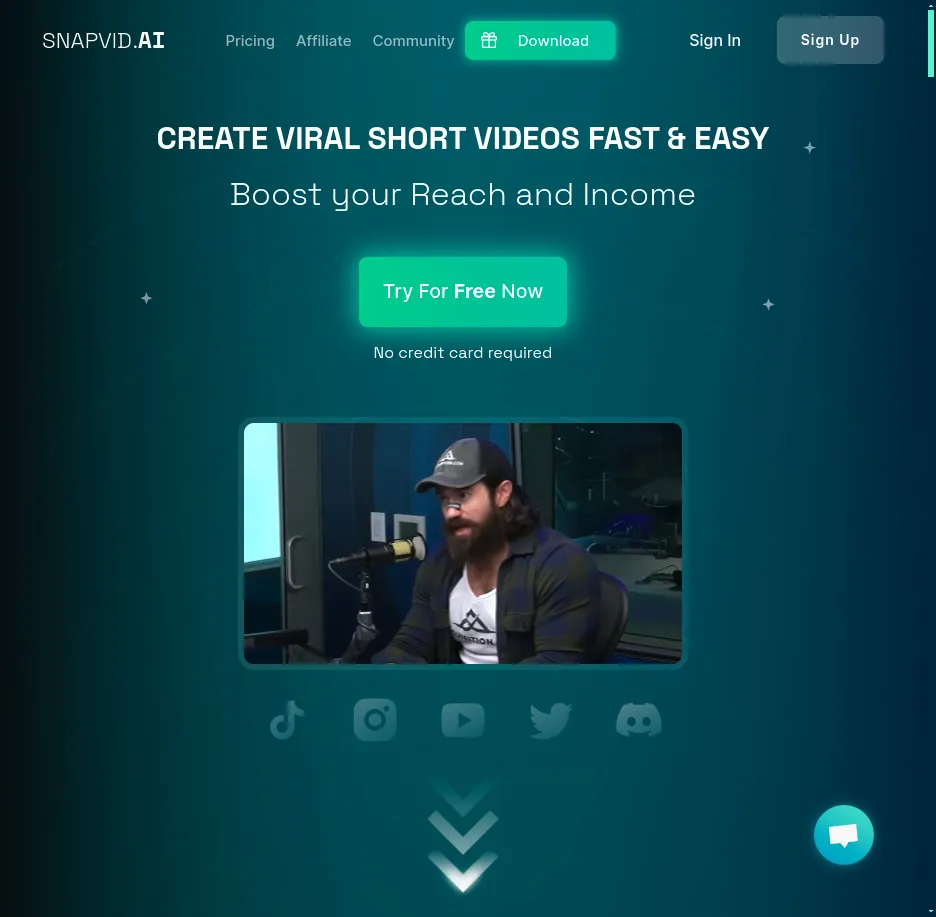 SNAPVID.AI
Pricing
Affiliate
Community
Download
Sign In
Sign Up
CREATE VIRAL SHORT VIDEOS FAST & EASY
Boost your Reach and Income
Try For Free Now
No credit card required